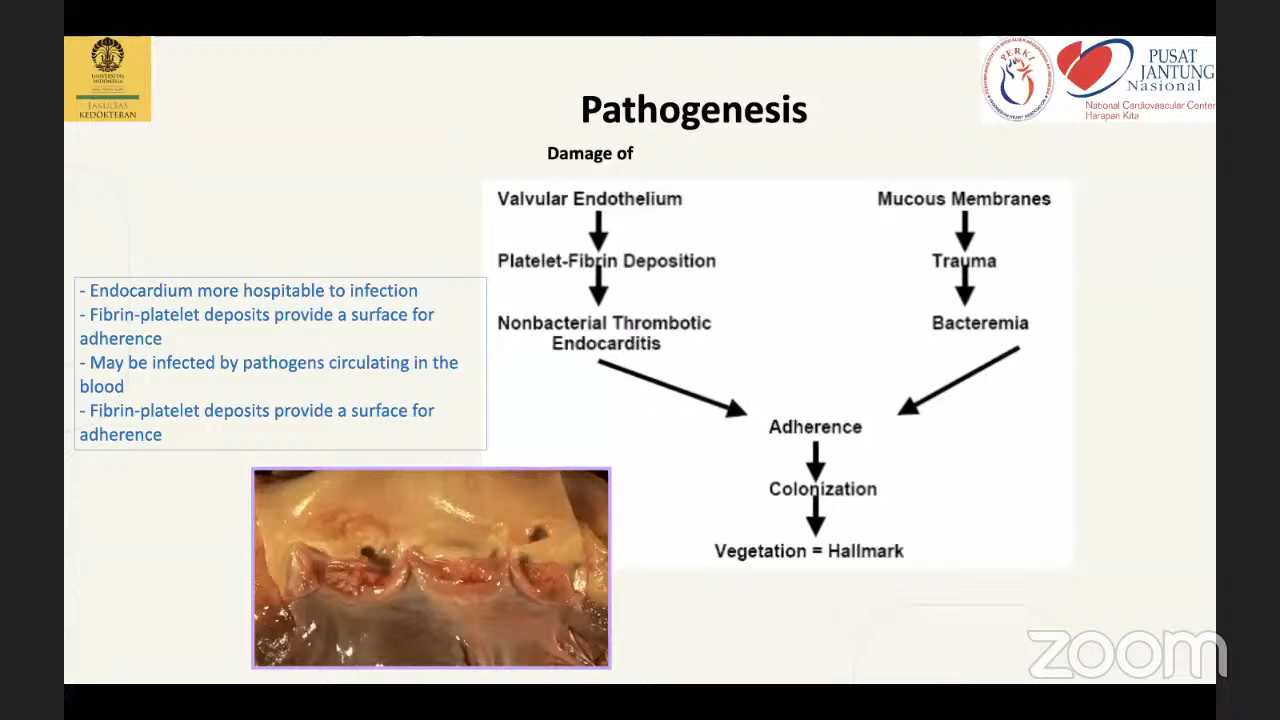 UNIVERSITAS
INDONESIA
FAKULTAS
KEDOKTERAN
PERKI
PUSAT
JANTUNG
Nasional
National Cardiovascular Center
Harapan Kita
Pathogenesis
Damage of
Valvular Endothelium
Platelet-Fibrin Deposition
Nonbacterial Thrombotic
Endocarditis
Mucous Membranes
Trauma
Bacteremia
Adherence
Colonization
Vegetation = Hallmark
- Endocardium more hospitable to infection
- Fibrin-platelet deposits provide a surface for
adherence
- May be infected by pathogens circulating in the
blood
- Fibrin-platelet deposits provide a surface for
adherence
zoom